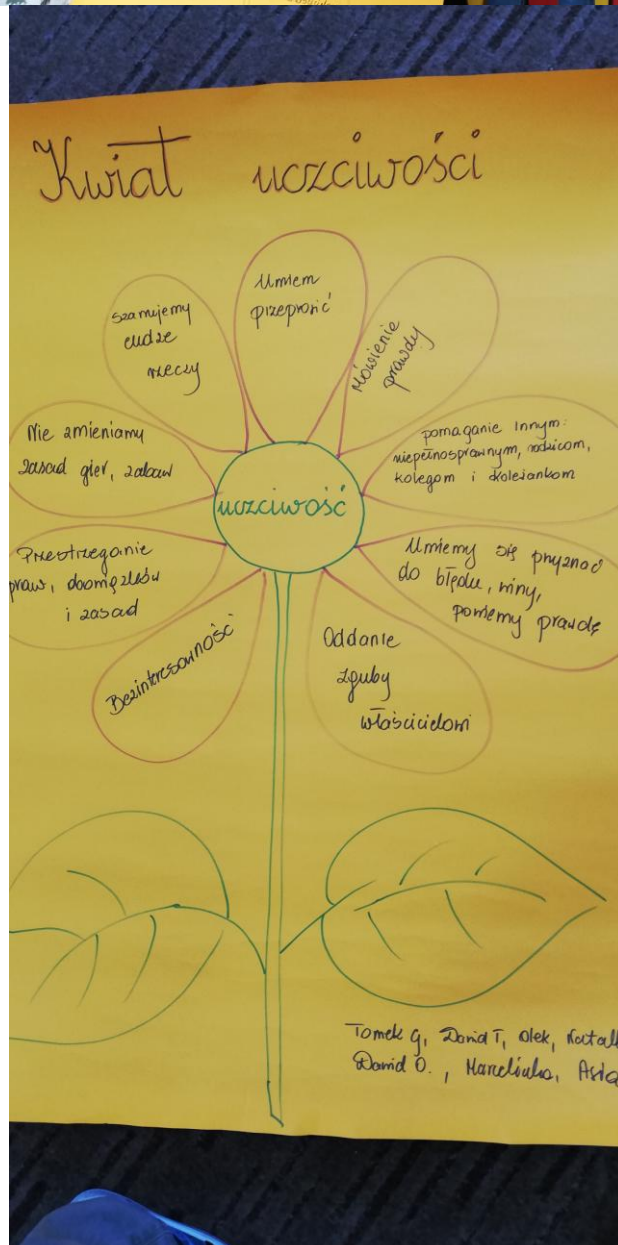 Kwiat uczciwości
Umiem
przeprosić
Mówienie
prawdy
pomaganie innym:
niepełnosprawnym, rodzicom,
kolegom i koleżankom
Umiemy się przyznać
do błędu, winy,
powiemy prawdę
Oddanie
zguby
właścicielowi
Bezinteresowność
Przestrzeganie
praw, obowiązków
i zasad
Nie zmieniamy
zasad gier, zabaw
szanujemy
cudze
rzeczy
uczciwość
Tomek G, Dawid T, Olek,
Dawid O., Marcelinka, Asia